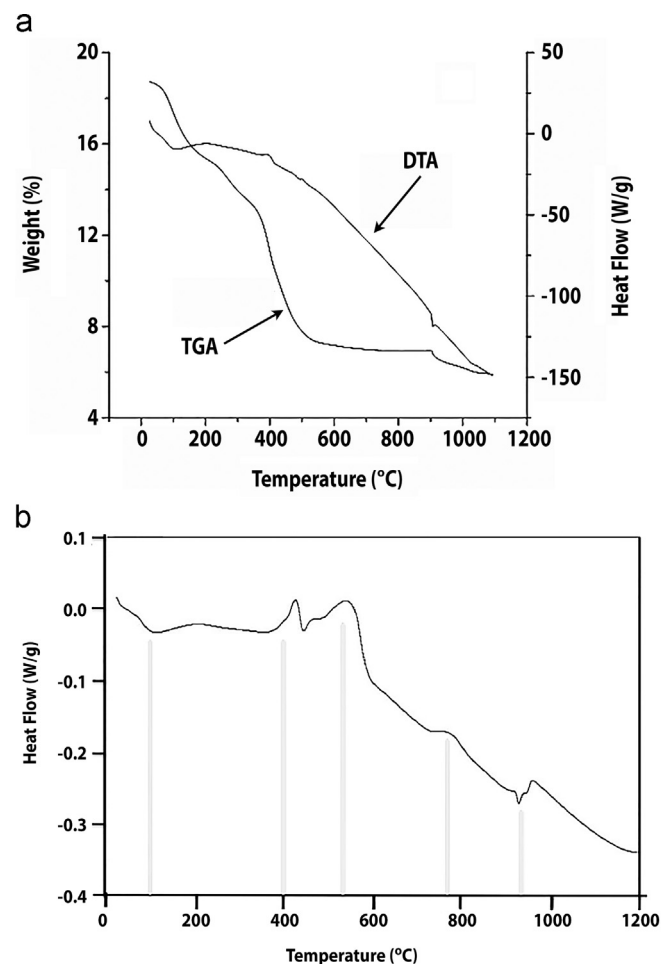 a
20
16
12
8
4
Weight (%)
50
0
-50
-100
-150
Heat Flow (W/g)
DTA
TGA
0 200 400 600 800 1000 1200
Temperature (°C)
b
0.1
0.0
-0.1
-0.2
-0.3
-0.4
Heat Flow (W/g)
0 200 400 600 800 1000 1200
Temperature (°C)